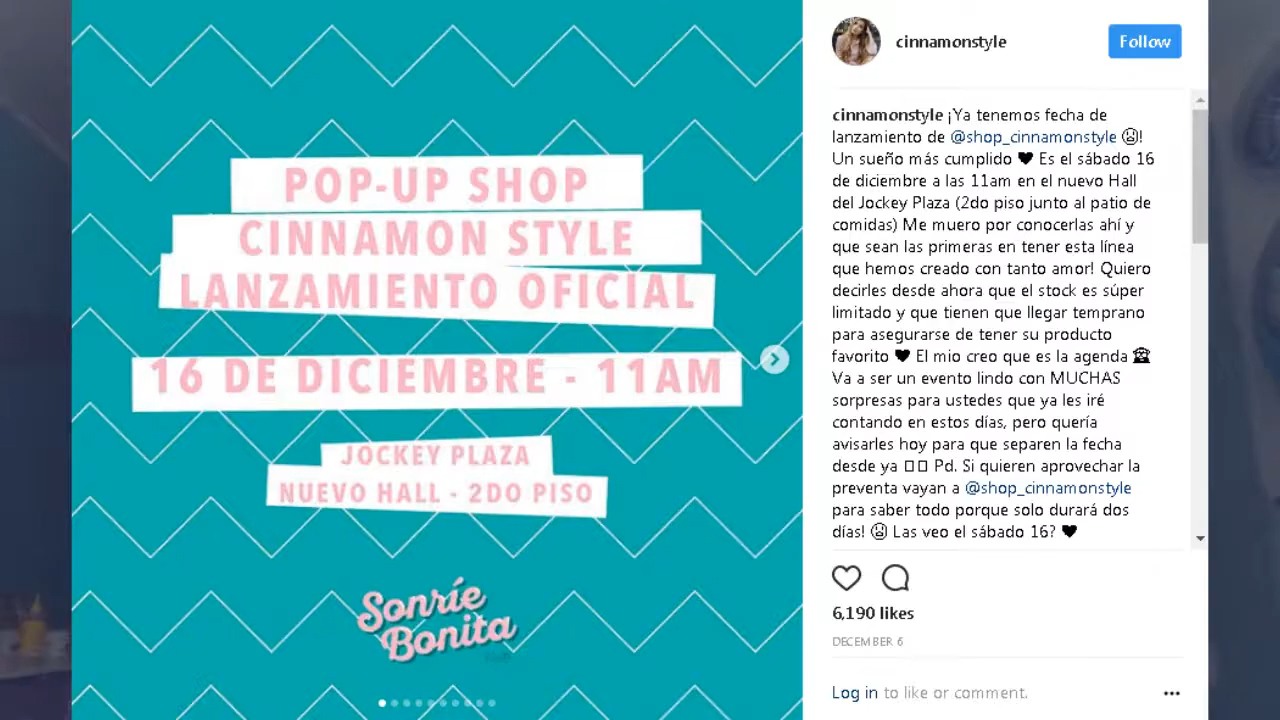 POP-UP SHOP
CINNAMON STYLE
LANZAMIENTO OFICIAL
16 DE DICIEMBRE - 11AM
JOCKEY PLAZA
NUEVO HALL - 2DO PISO
Sonríe
Bonita
cinnamonstyle
Follow
cinnamonstyle ¡Ya tenemos fecha de
lanzamiento de @shop_cinnamonstyle 😩!
Un sueño más cumplido ♥ Es el sábado 16
de diciembre a las 11am en el nuevo Hall
del Jockey Plaza (2do piso junto al patio de
comidas) Me muero por conocerlas ahí y
que sean las primeras en tener esta línea
que hemos creado con tanto amor! Quiero
decirles desde ahora que el stock es súper
limitado y que tienen que llegar temprano
para asegurarse de tener su producto
favorito ♥ El mio creo que es la agenda 🙊
Va a ser un evento lindo con MUCHAS
sorpresas para ustedes que ya les iré
contando en estos días, pero quería
avisarles hoy para que separen la fecha
desde ya Pd. Si quieren aprovechar la
preventa vayan a @shop_cinnamonstyle
para saber todo porque solo durará dos
días! 😩 Las veo el sábado 16? ♥
6,190 likes
DECEMBER 6
Log in to like or comment.